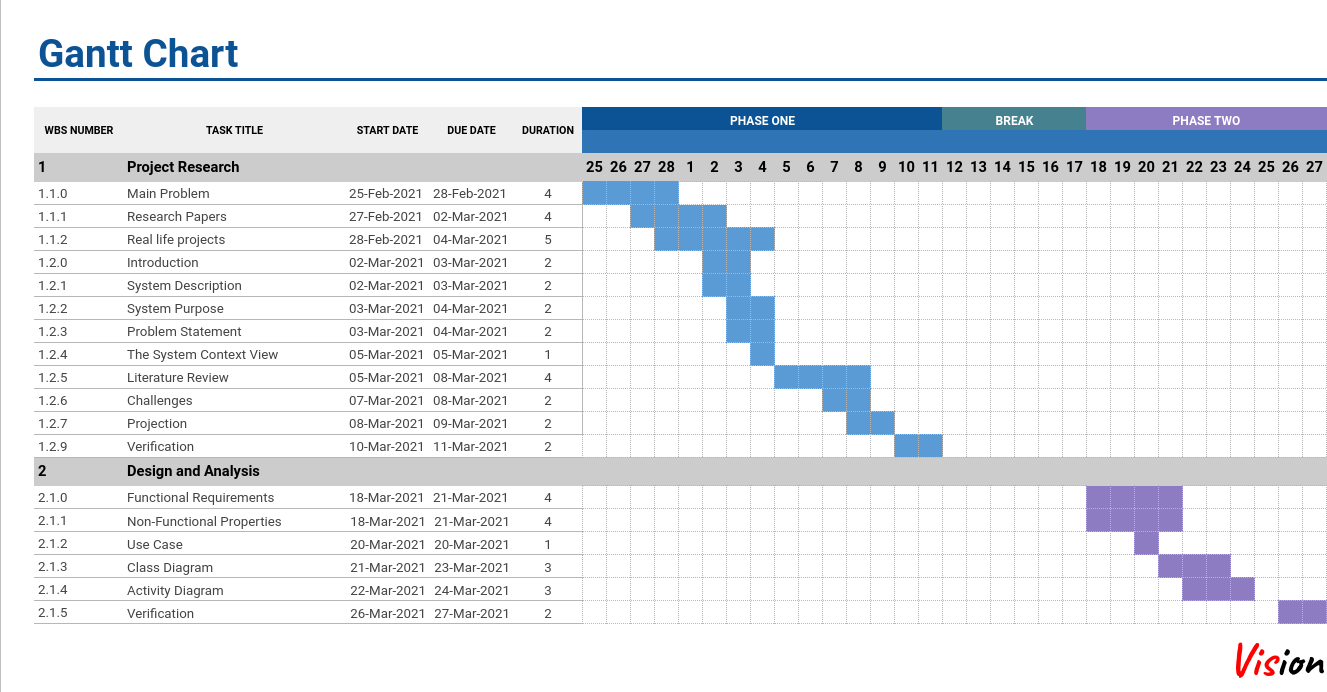 Gantt Chart
WBS NUMBER TASK TITLE START DATE DUE DATE DURATION PHASE ONE BREAK PHASE TWO
1 Project Research 25 26 27 28 1 2 3 4 5 6 7 8 9 10 11 12 13 14 15 16 17 18 19 20 21 22 23 24 25 26 27
1.1.0 Main Problem 25-Feb-2021 28-Feb-2021 4
1.1.1 Research Papers 27-Feb-2021 02-Mar-2021 4
1.1.2 Real life projects 28-Feb-2021 04-Mar-2021 5
1.2.0 Introduction 02-Mar-2021 03-Mar-2021 2
1.2.1 System Description 02-Mar-2021 03-Mar-2021 2
1.2.2 System Purpose 03-Mar-2021 04-Mar-2021 2
1.2.3 Problem Statement 03-Mar-2021 04-Mar-2021 2
1.2.4 The System Context View 05-Mar-2021 05-Mar-2021 1
1.2.5 Literature Review 05-Mar-2021 08-Mar-2021 4
1.2.6 Challenges 07-Mar-2021 08-Mar-2021 2
1.2.7 Projection 08-Mar-2021 09-Mar-2021 2
1.2.9 Verification 10-Mar-2021 11-Mar-2021 2
2 Design and Analysis
2.1.0 Functional Requirements 18-Mar-2021 21-Mar-2021 4
2.1.1 Non-Functional Properties 18-Mar-2021 21-Mar-2021 4
2.1.2 Use Case 20-Mar-2021 20-Mar-2021 1
2.1.3 Class Diagram 21-Mar-2021 23-Mar-2021 3
2.1.4 Activity Diagram 22-Mar-2021 24-Mar-2021 3
2.1.5 Verification 26-Mar-2021 27-Mar-2021 2
Vision